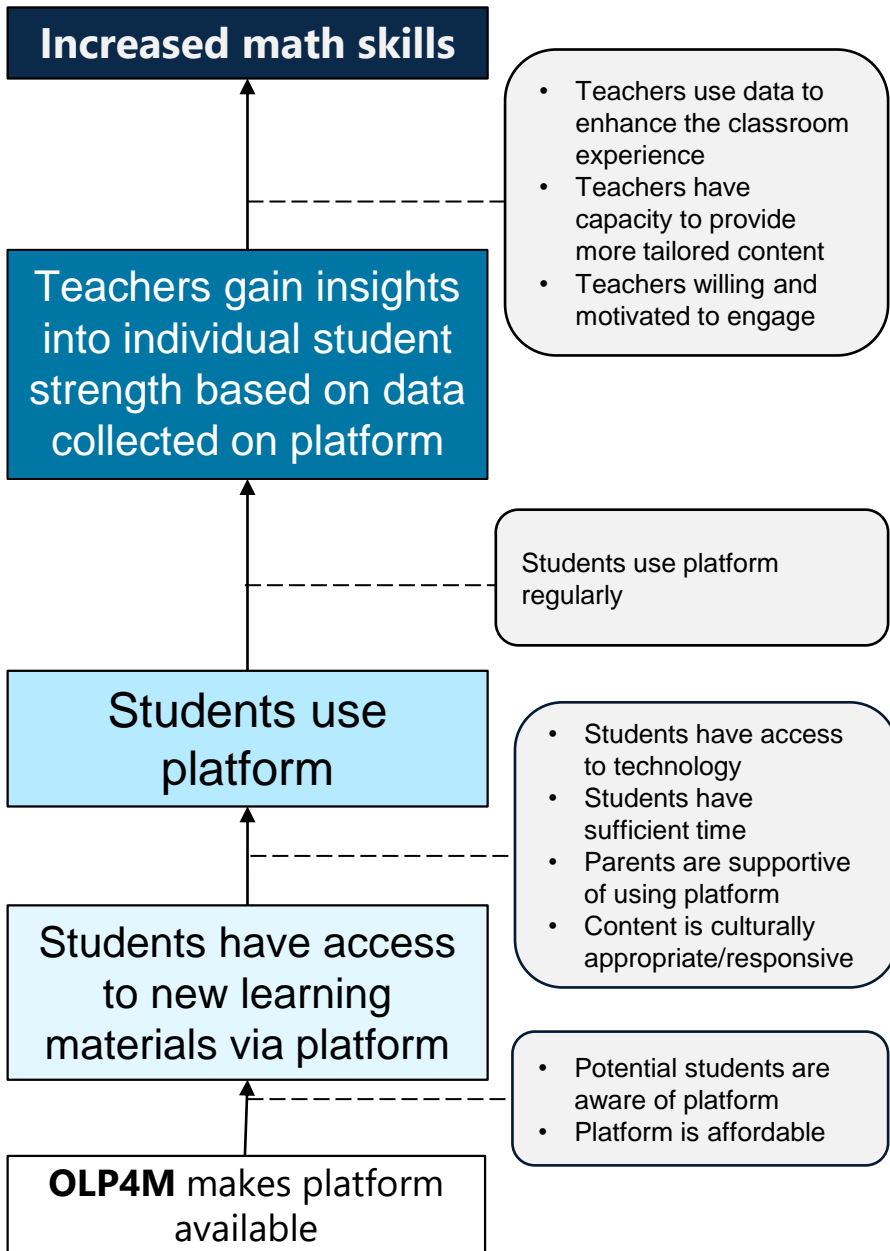 Increased math skills
• Teachers use data to
enhance the classroom
experience
• Teachers have
capacity to provide
more tailored content
• Teachers willing and
motivated to engage
Teachers gain insights
into individual student
strength based on data
collected on platform
Students use platform
regularly
Students use
platform
• Students have access
to technology
• Students have
sufficient time
• Parents are supportive
of using platform
• Content is culturally
appropriate/responsive
Students have access
to new learning
materials via platform
• Potential students are
aware of platform
• Platform is affordable
OLP4M makes platform
available